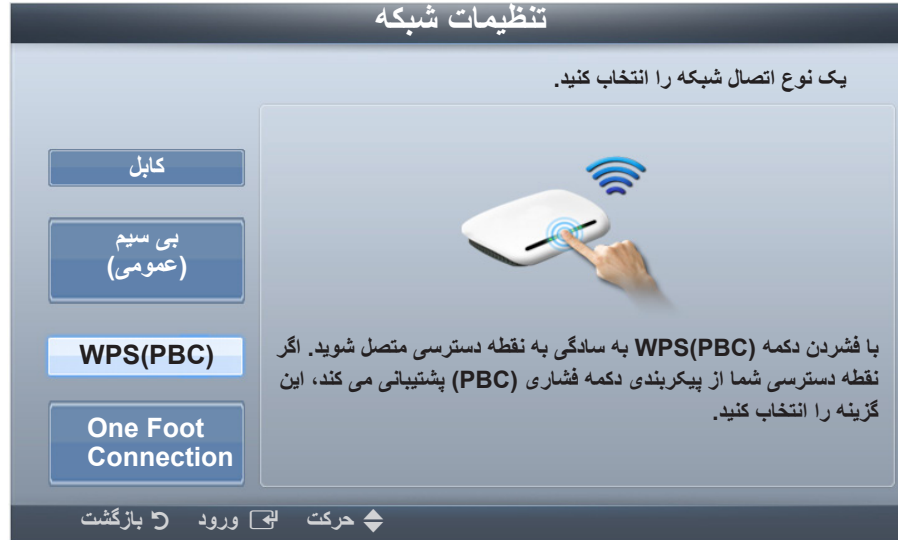 تنظیمات شبکه
یک نوع اتصال شبکه را انتخاب کنید.
کابل
بی سیم
(عمومی)
WPS(PBC)
One Foot
Connection
با فشردن دکمه WPS(PBC) به سادگی به نقطه دسترسی متصل شوید. اگر
نقطه دسترسی شما از پیکربندی دکمه فشاری (PBC) پشتیبانی می کند، این
گزینه را انتخاب کنید.
حرکت ورود بازگشت